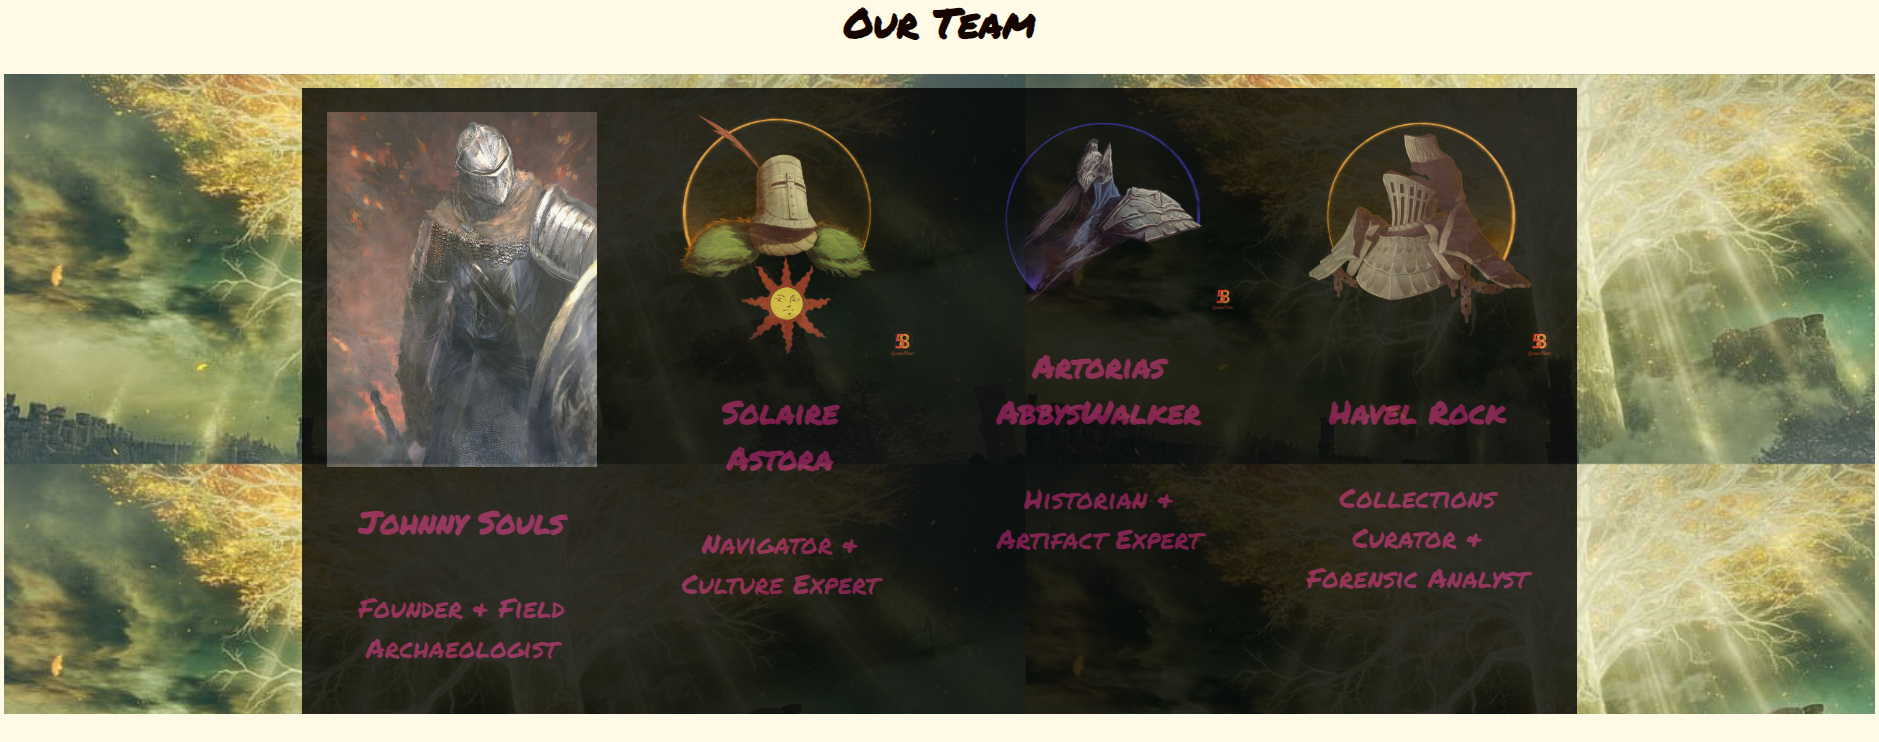 Our Team
Johnny Souls
Founder & Field
Archaeologist
Solaire
Astora
Navigator &
Culture Expert
Artorias
AbbysWalker
Historian &
Artifact Expert
Havel Rock
Collections
Curator &
Forensic Analyst